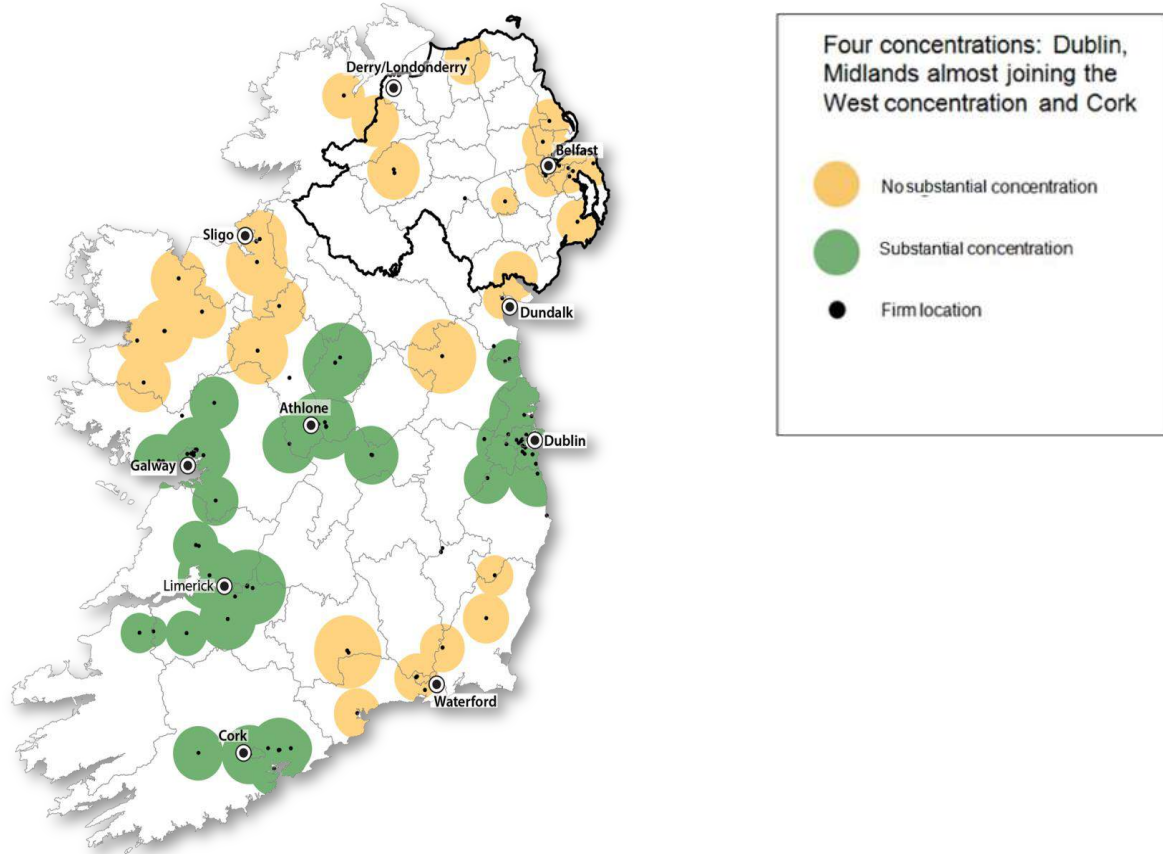 Derry/Londonderry
Belfast
Sligo
Dundalk
Athlone
Dublin
Galway
Limerick
Waterford
Cork
Four concentrations: Dublin,
Midlands almost joining the
West concentration and Cork
No substantial concentration
Substantial concentration
Firm location